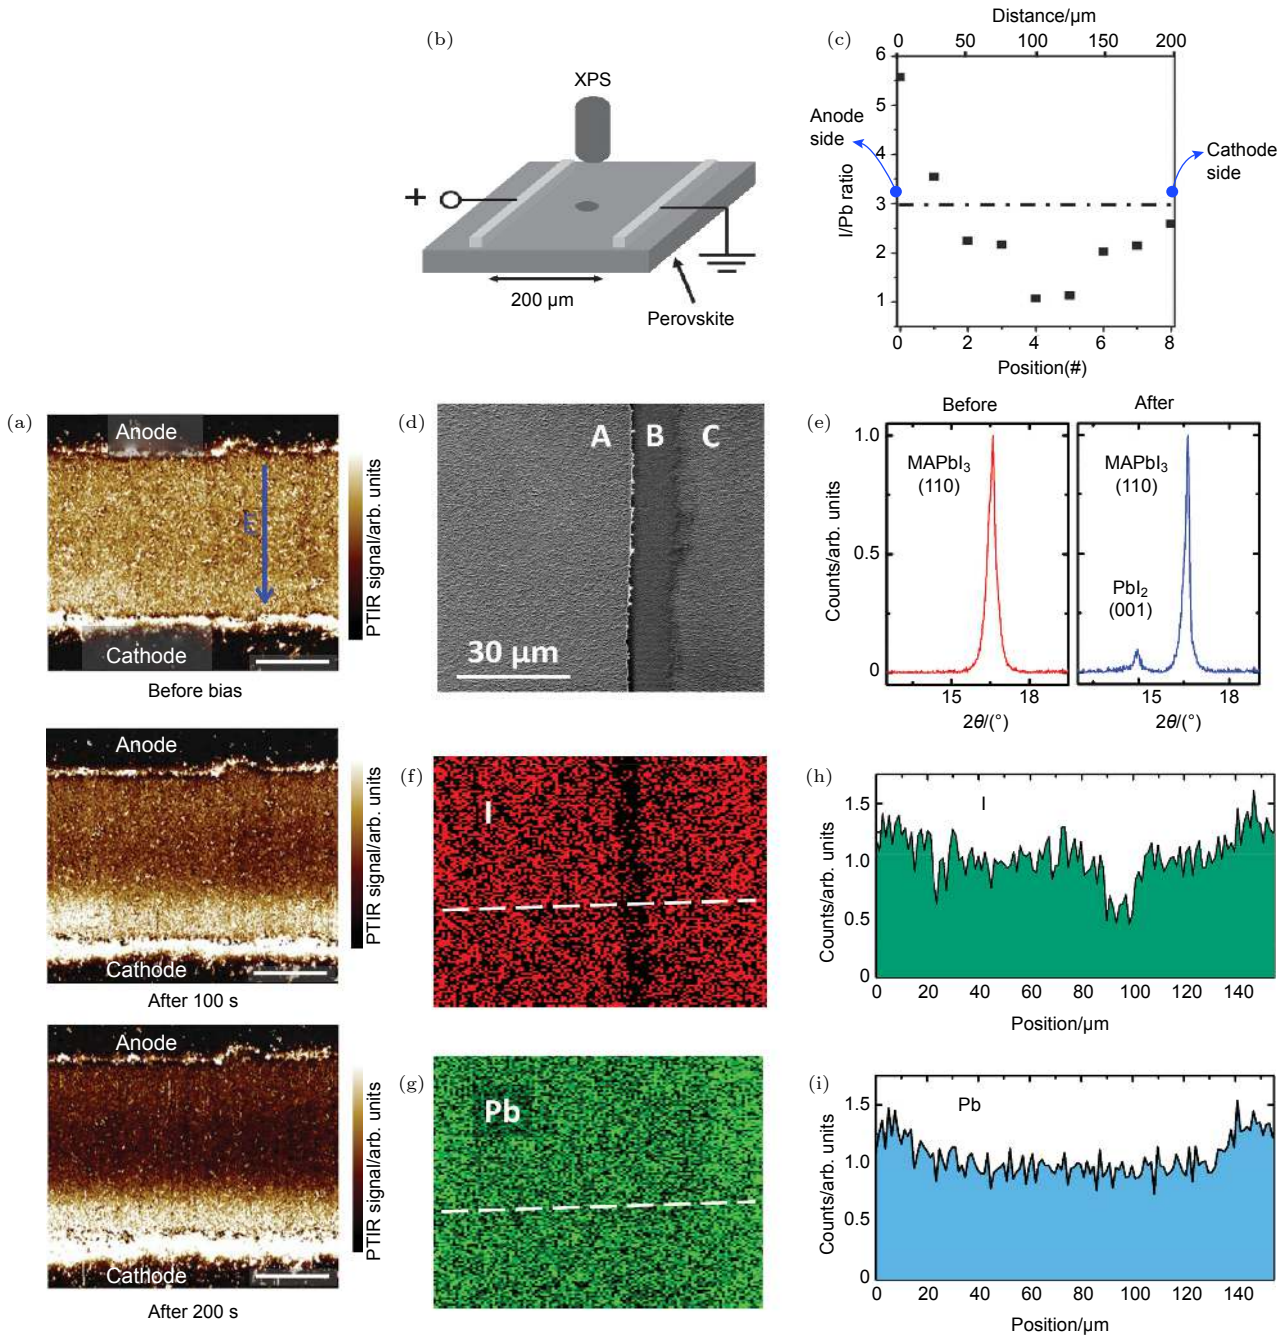 (b)
XPS
+
200 µm
Perovskite
(c)
Distance/µm
0 50 100 150 200
6
5
4
3
2
1
I/Pb ratio
Anode
side
Cathode
side
0 2 4 6 8
Position(#)
(a)
Anode
E
Cathode
PTIR signal/arb. units
Before bias
Anode
Cathode
PTIR signal/arb. units
After 100 s
Anode
Cathode
PTIR signal/arb. units
After 200 s
(d)
A B C
30 µm
(e)
Before
After
Counts/arb. units
1.0
0.5
0
MAPbI3
(110)
MAPbI3
(110)
PbI2
(001)
15 18
15 18
2θ/(°)
2θ/(°)
(f)
I
(g)
Pb
(h)
I
Counts/arb. units
1.5
1.0
0.5
0
0 20 40 60 80 100 120 140
Position/µm
(i)
Pb
Counts/arb. units
1.5
1.0
0.5
0
0 20 40 60 80 100 120 140
Position/µm